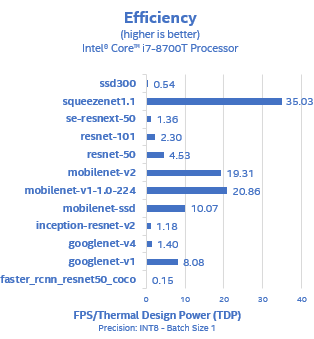 Efficiency
(higher is better)
Intel® Core™ i7-8700T Processor
ssd300 0.54
squeezenet1.1 35.03
se-resnext-50 1.36
resnet-101 2.30
resnet-50 4.53
mobilenet-v2 19.31
mobilenet-v1-1.0-224 20.86
mobilenet-ssd 10.07
inception-resnet-v2 1.18
googlenet-v4 1.40
googlenet-v1 8.08
faster_rcnn_resnet50_coco 0.15
0 10 20 30 40
FPS/Thermal Design Power (TDP)
Precision: INT8 - Batch Size 1